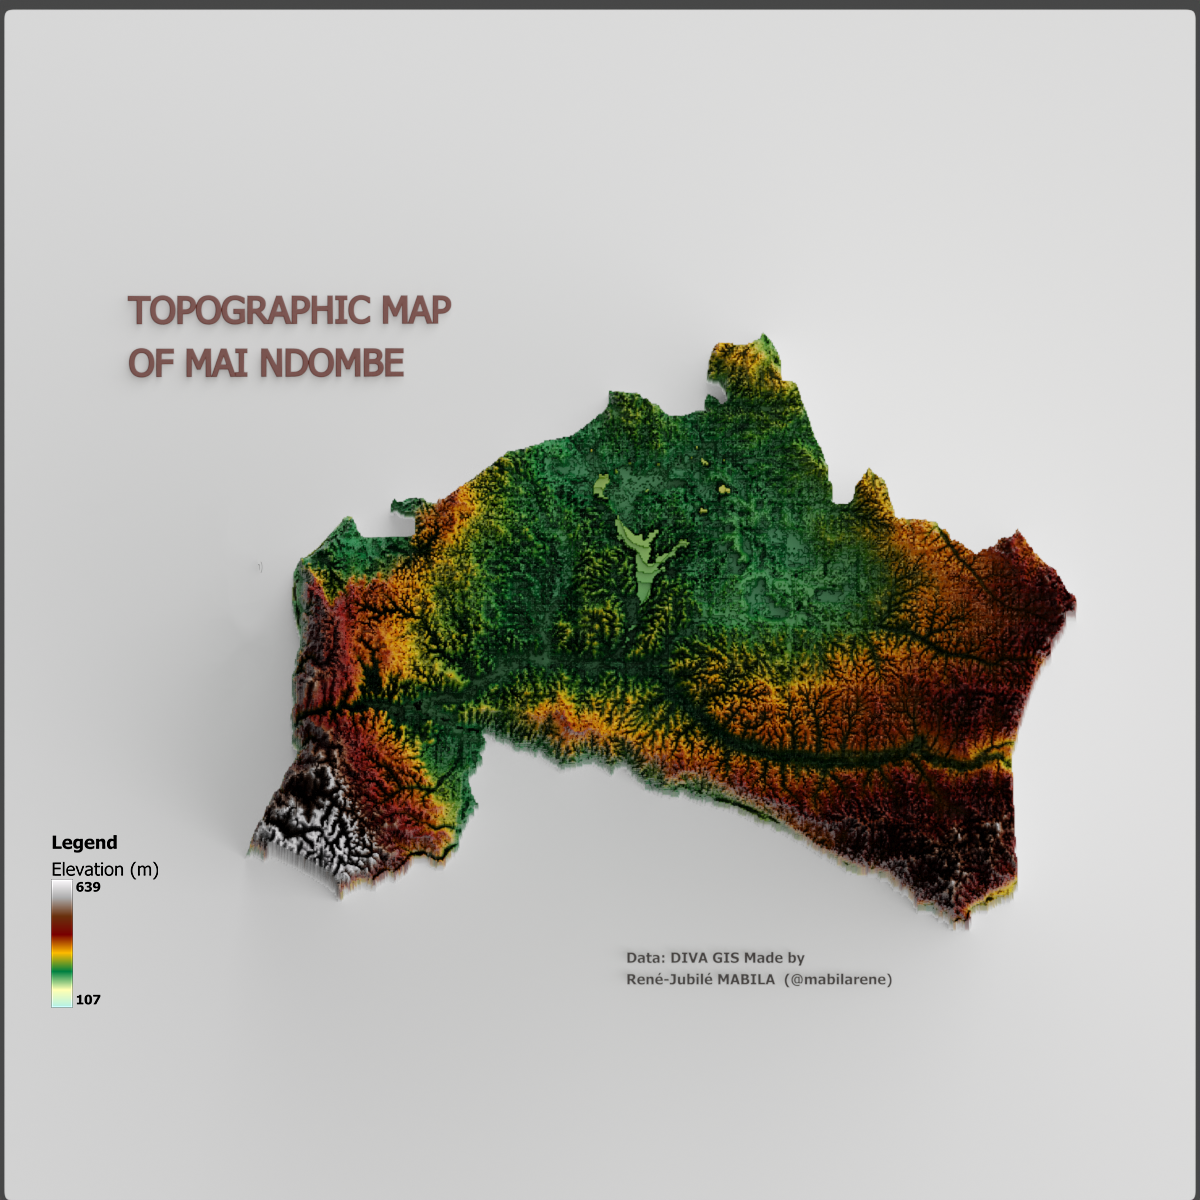 TOPOGRAPHIC MAP
OF MAI NDOMBE
Legend
Elevation (m)
639
107
Data: DIVA GIS Made by
René-Jubilé MABILA (@mabilarene)